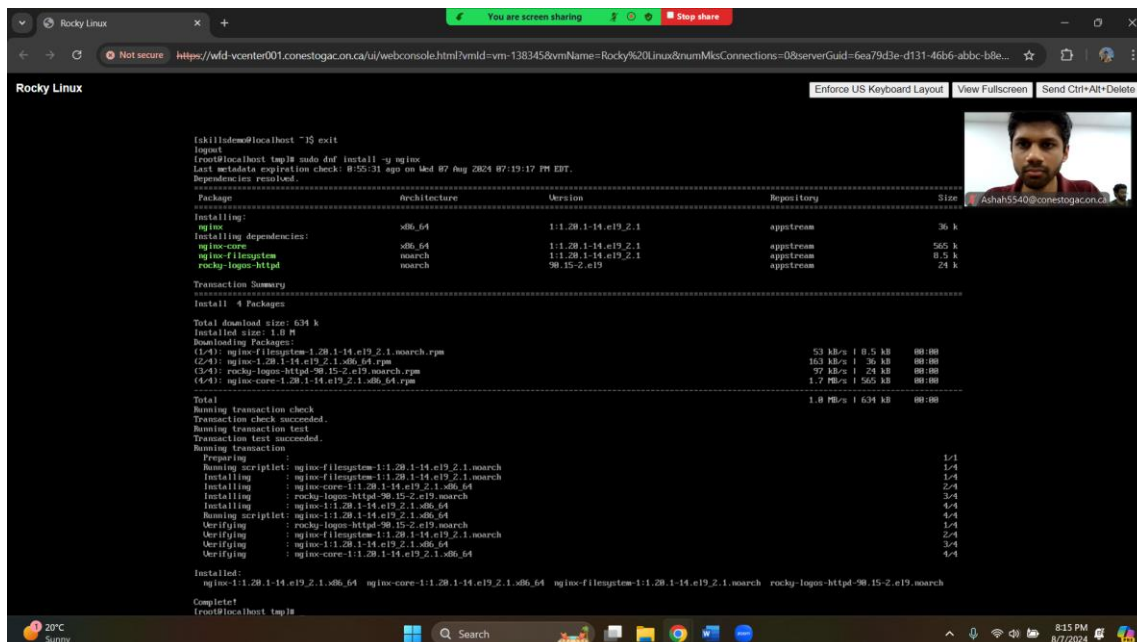 Rocky Linux
You are screen sharing
Stop share
Not secure
https://wfd-vcenter001.conestogac.on.ca/ui/webconsole.html?vmId=vm-138345&vmName=Rocky%20Linux&numMksConnections=0&serverGuid=6ea79d3e-d131-46b6-abbc-b8e...
Rocky Linux
Enforce US Keyboard Layout View Fullscreen Send Ctrl+Alt+Delete
[skillsdemo@localhost ~]$ exit
logout
[root@localhost tmp]# sudo dnf install -y nginx
Last metadata expiration check: 0:55:31 ago on Wed 07 Aug 2024 07:19:17 PM EDT.
Dependencies resolved.
Package Architecture Version Repository Size
Ashah5540@conestogac.on.ca
Installing:
nginx x86_64 1:1.20.1-14.el9_2.1 appstream 36 k
Installing dependencies:
nginx-core x86_64 1:1.20.1-14.el9_2.1 appstream 565 k
nginx-filesystem noarch 1:1.20.1-14.el9_2.1 appstream 8.5 k
rocky-logos-httpd noarch 90.15-2.el9 appstream 24 k
Transaction Summary
Install 4 Packages
Total download size: 634 k
Installed size: 1.8 M
Downloading Packages:
(1/4): nginx-filesystem-1.20.1-14.el9_2.1.noarch.rpm 53 kB/s | 8.5 kB 00:00
(2/4): nginx-1.20.1-14.el9_2.1.x86_64.rpm 163 kB/s | 36 kB 00:00
(3/4): rocky-logos-httpd-90.15-2.el9.noarch.rpm 97 kB/s | 24 kB 00:00
(4/4): nginx-core-1.20.1-14.el9_2.1.x86_64.rpm 1.7 MB/s | 565 kB 00:00
Total 1.0 MB/s | 634 kB 00:00
Running transaction check
Transaction check succeeded.
Running transaction test
Transaction test succeeded.
Running transaction
Preparing : 1/1
Running scriptlet: nginx-filesystem-1:1.20.1-14.el9_2.1.noarch 1/4
Installing : nginx-filesystem-1:1.20.1-14.el9_2.1.noarch 1/4
Installing : nginx-core-1:1.20.1-14.el9_2.1.x86_64 2/4
Installing : rocky-logos-httpd-90.15-2.el9.noarch 3/4
Installing : nginx-1:1.20.1-14.el9_2.1.x86_64 4/4
Running scriptlet: nginx-1:1.20.1-14.el9_2.1.x86_64 4/4
Verifying : rocky-logos-httpd-90.15-2.el9.noarch 1/4
Verifying : nginx-filesystem-1:1.20.1-14.el9_2.1.noarch 2/4
Verifying : nginx-1:1.20.1-14.el9_2.1.x86_64 3/4
Verifying : nginx-core-1:1.20.1-14.el9_2.1.x86_64 4/4
Installed:
nginx-1:1.20.1-14.el9_2.1.x86_64 nginx-core-1:1.20.1-14.el9_2.1.x86_64 nginx-filesystem-1:1.20.1-14.el9_2.1.noarch rocky-logos-httpd-90.15-2.el9.noarch
Complete!
[root@localhost tmp]#
1
20°C
Sunny
Search
8:15 PM
8/7/2024